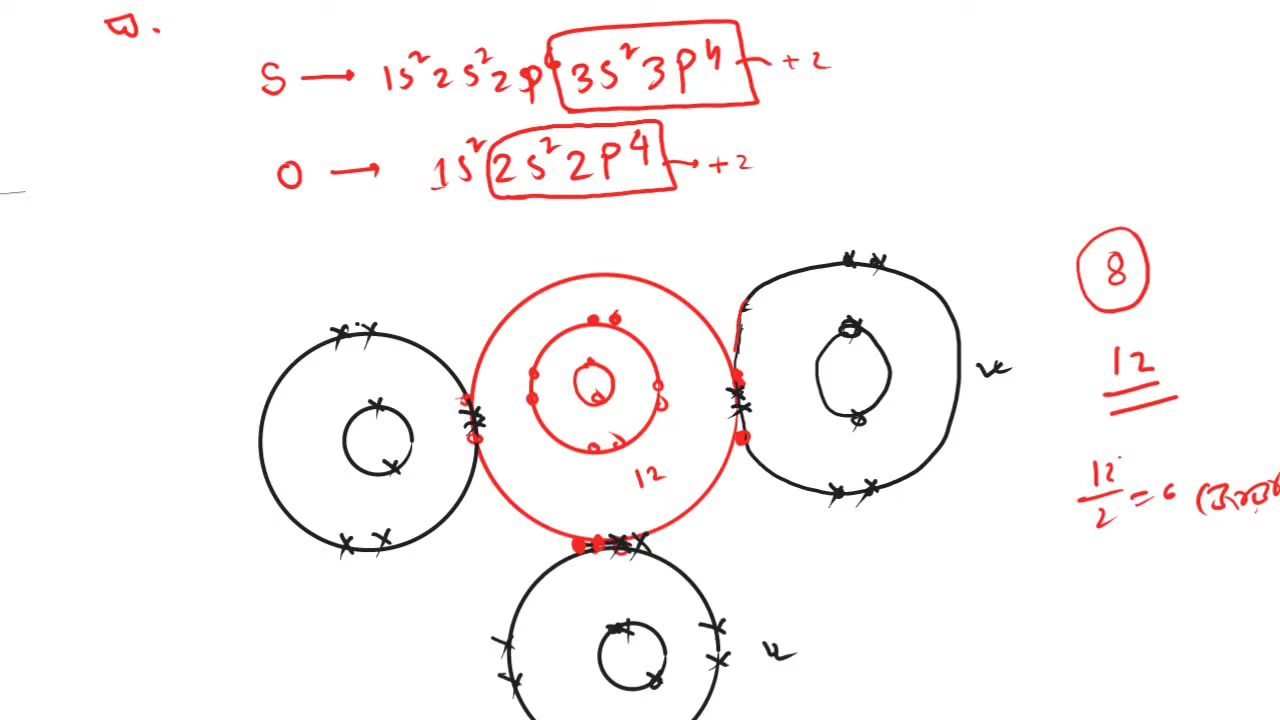 S → 1s²2s²2p⁶3s²3p⁴ +2
O → 1s²2s²2p⁴ → +2
8
12
12
12/2 = 6